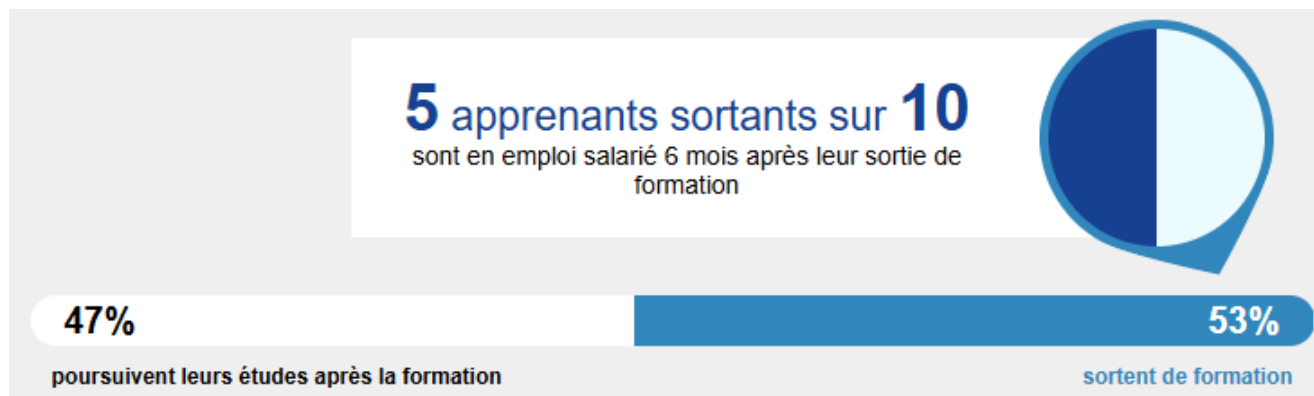 5 apprenants sortants sur 10
sont en emploi salarié 6 mois après leur sortie de
formation
47%
53%
poursuivent leurs études après la formation
sortent de formation